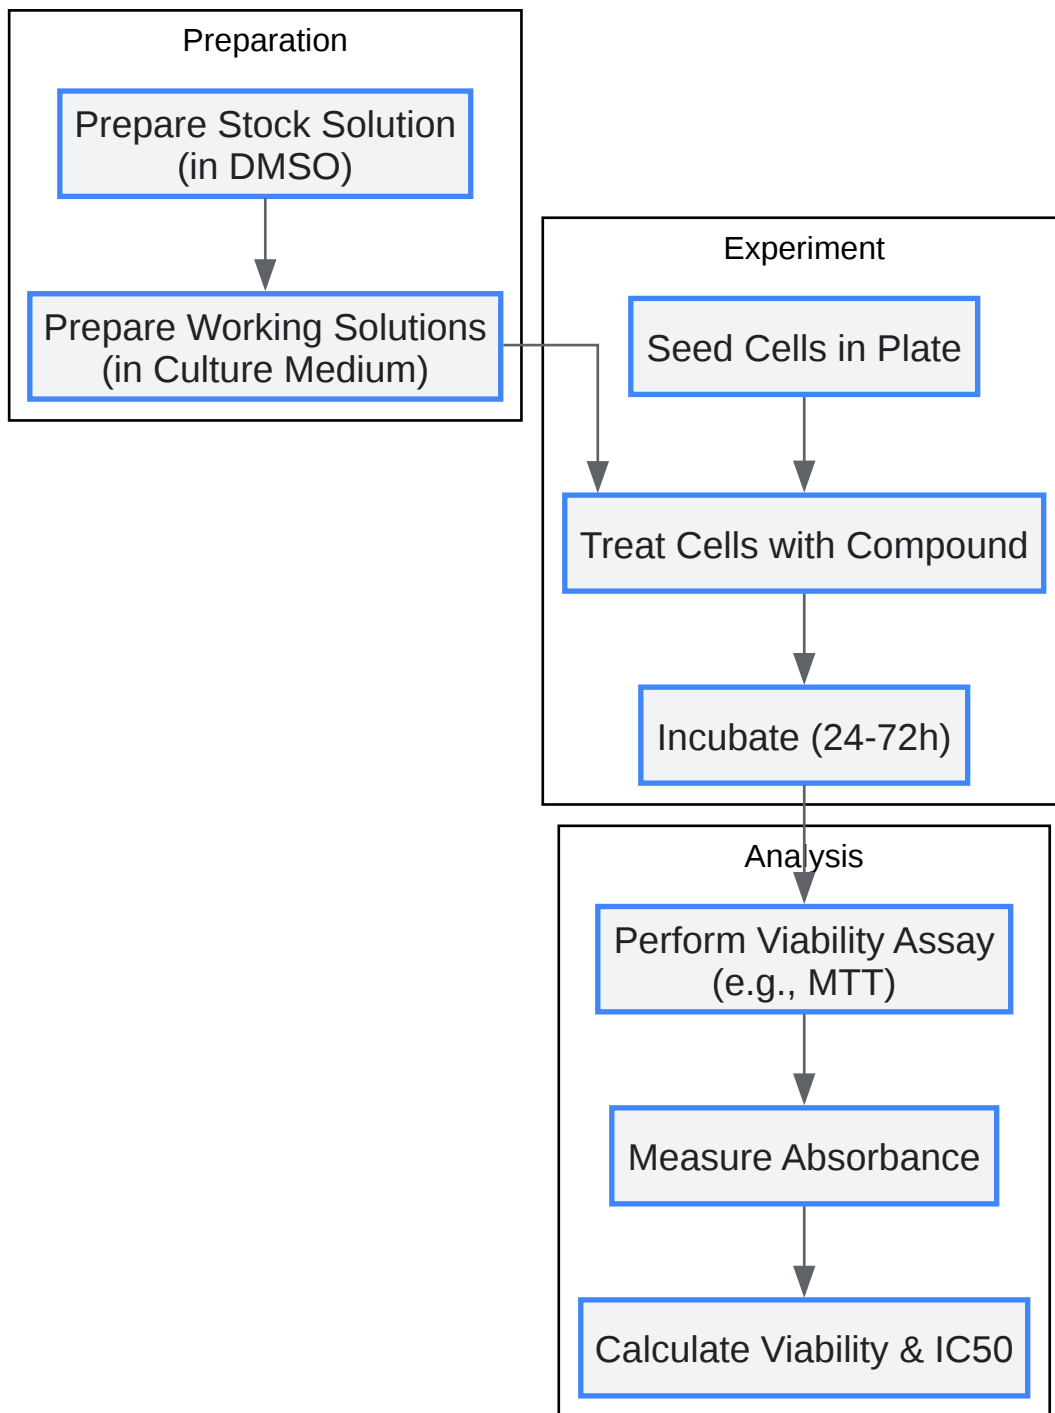 Preparation
Prepare Stock Solution
(in DMSO)
Prepare Working Solutions
(in Culture Medium)
Experiment
Seed Cells in Plate
Treat Cells with Compound
Incubate (24-72h)
Analysis
Perform Viability Assay
(e.g., MTT)
Measure Absorbance
Calculate Viability & IC50